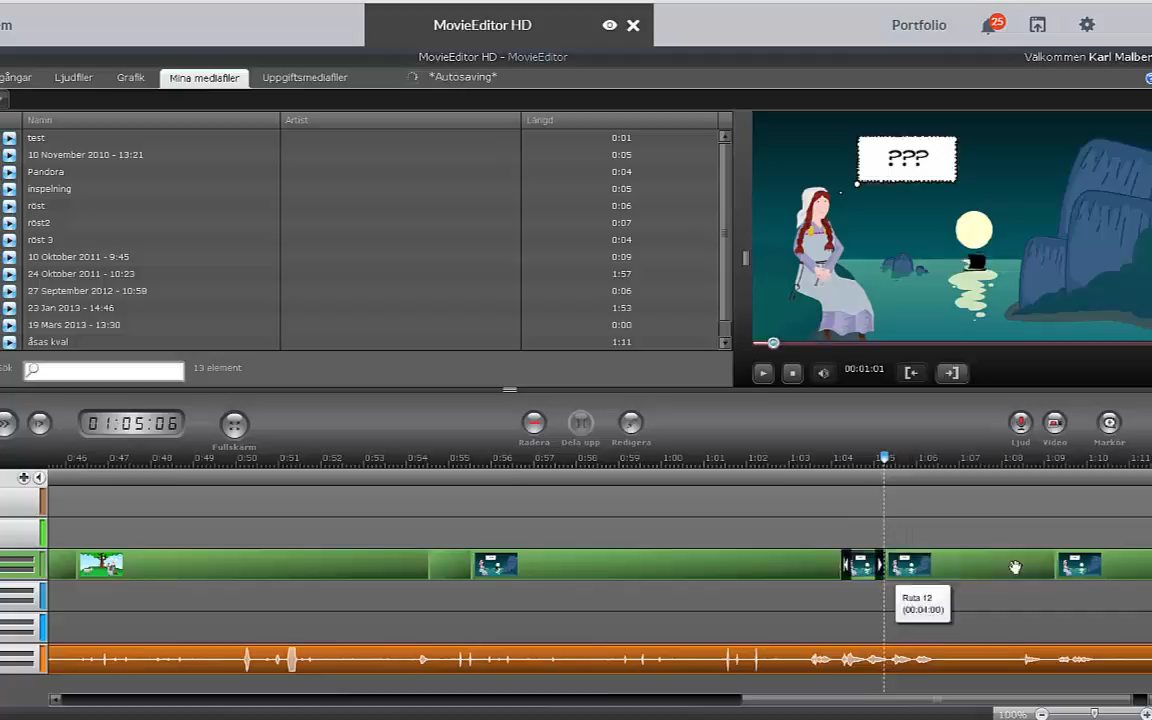 em
MovieEditor HD
Portfolio
25
MovieEditor HD - MovieEditor
Välkommen Karl Malber
gångar
Ljudfiler
Grafik
Mina mediafiler
Uppgiftsmediafiler
*Autosaving*
Namn
Artist
Längd
test
0:01
10 November 2010 - 13:21
0:05
Pandora
0:04
inspelning
0:05
röst
0:06
röst2
0:07
röst 3
0:04
10 Oktober 2011 - 9:45
0:09
24 Oktober 2011 - 10:23
1:57
27 September 2012 - 10:58
0:06
23 Jan 2013 - 14:46
1:53
19 Mars 2013 - 13:30
0:00
åsas kval
1:11
???
sök
13 element
00:01:01
01:05:06
Fullskärm
Radera
Dela upp
Redigera
Ljud
Video
Markör
0:46 0:47 0:48 0:49 0:50 0:51 0:52 0:53 0:54 0:55 0:56 0:57 0:58 0:59 1:00 1:01 1:02 1:03 1:04 1:05 1:06 1:07 1:08 1:09 1:10 1:11
Ruta 12
(00:04:00)
100%